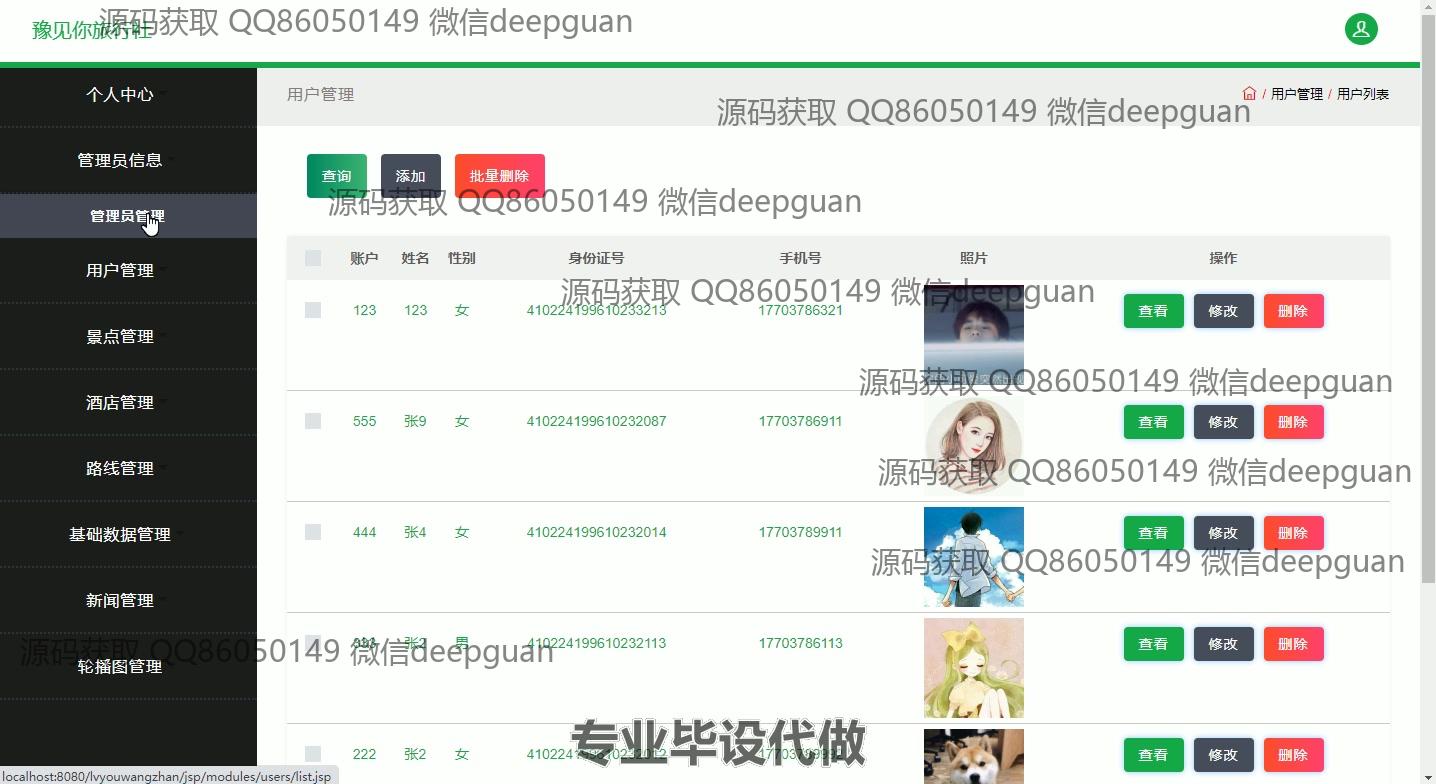 豫见你旅行社
源码获取 QQ86050149 微信deepguan
个人中心
用户管理
/ 用户管理 / 用户列表
源码获取 QQ86050149 微信deepguan
管理员信息
查询 添加 批量删除
源码获取 QQ86050149 微信deepguan
管理员管理
账户 姓名 性别 身份证号 手机号 照片 操作
用户管理
源码获取 QQ86050149 微信deepguan
123 123 女 410224199610233213 17703786321 查看 修改 删除
景点管理
源码获取 QQ86050149 微信deepguan
酒店管理
555 张9 女 410224199610232087 17703786911 查看 修改 删除
路线管理
源码获取 QQ86050149 微信deepguan
基础数据管理
444 张4 女 410224199610232014 17703789911 查看 修改 删除
源码获取 QQ86050149 微信deepguan
新闻管理
333 张3 男 410224199610232113 17703786113 查看 修改 删除
源码获取 QQ86050149 微信deepguan
轮播图管理
专业毕设代做
222 张2 女 查看 修改 删除
localhost:8080/lvyouwangzhan/jsp/modules/users/list.jsp